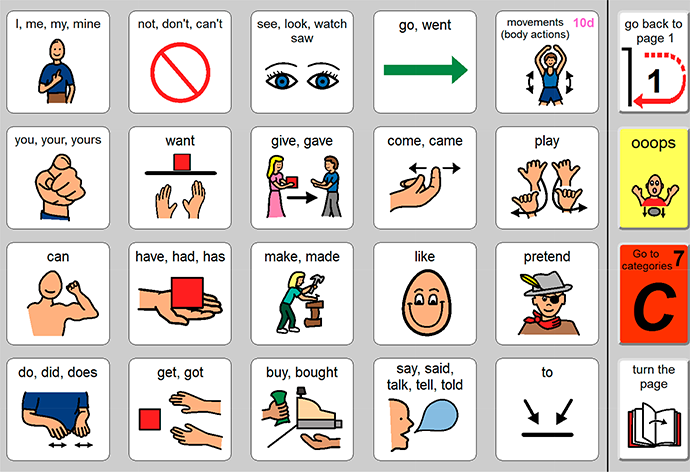 I, me, my, mine
not, don't, can't
see, look, watch
saw
go, went
movements 10d
(body actions)
go back to
page 1
1
you, your, yours
want
give, gave
come, came
play
ooops
can
have, had, has
make, made
like
pretend
Go to 7
categories
C
do, did, does
get, got
buy, bought
say, said,
talk, tell, told
to
turn the
page